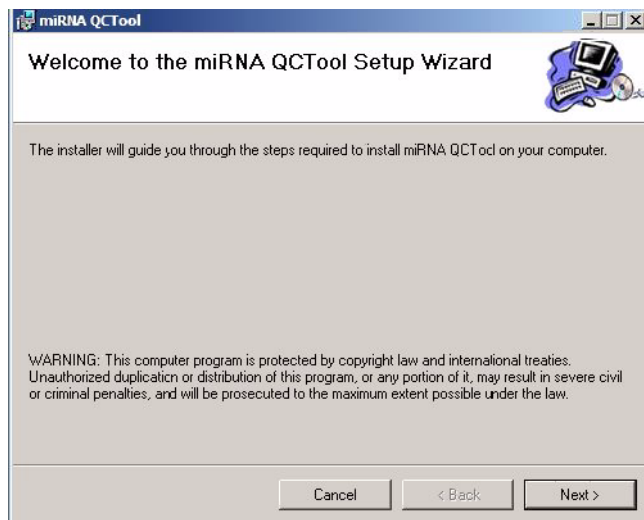 miRNA QCTool
Welcome to the miRNA QCTool Setup Wizard
The installer will guide you through the steps required to install miRNA QCTool on your computer.
WARNING: This computer program is protected by copyright law and international treaties.
Unauthorized duplication or distribution of this program, or any portion of it, may result in severe civil
or criminal penalties, and will be prosecuted to the maximum extent possible under the law.
Cancel
< Back
Next >